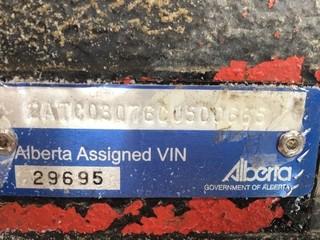 Alberta Assigned VIN
29695
Alberta
GOVERNMENT OF ALBERTA